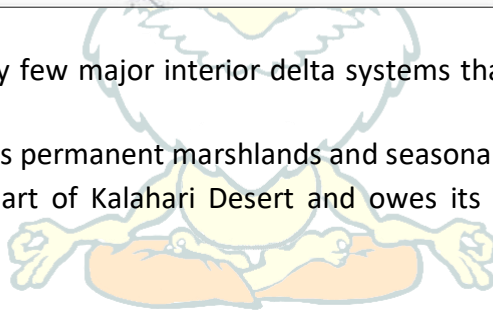 y few major interior delta systems tha
s permanent marshlands and seasona
art of Kalahari Desert and owes its